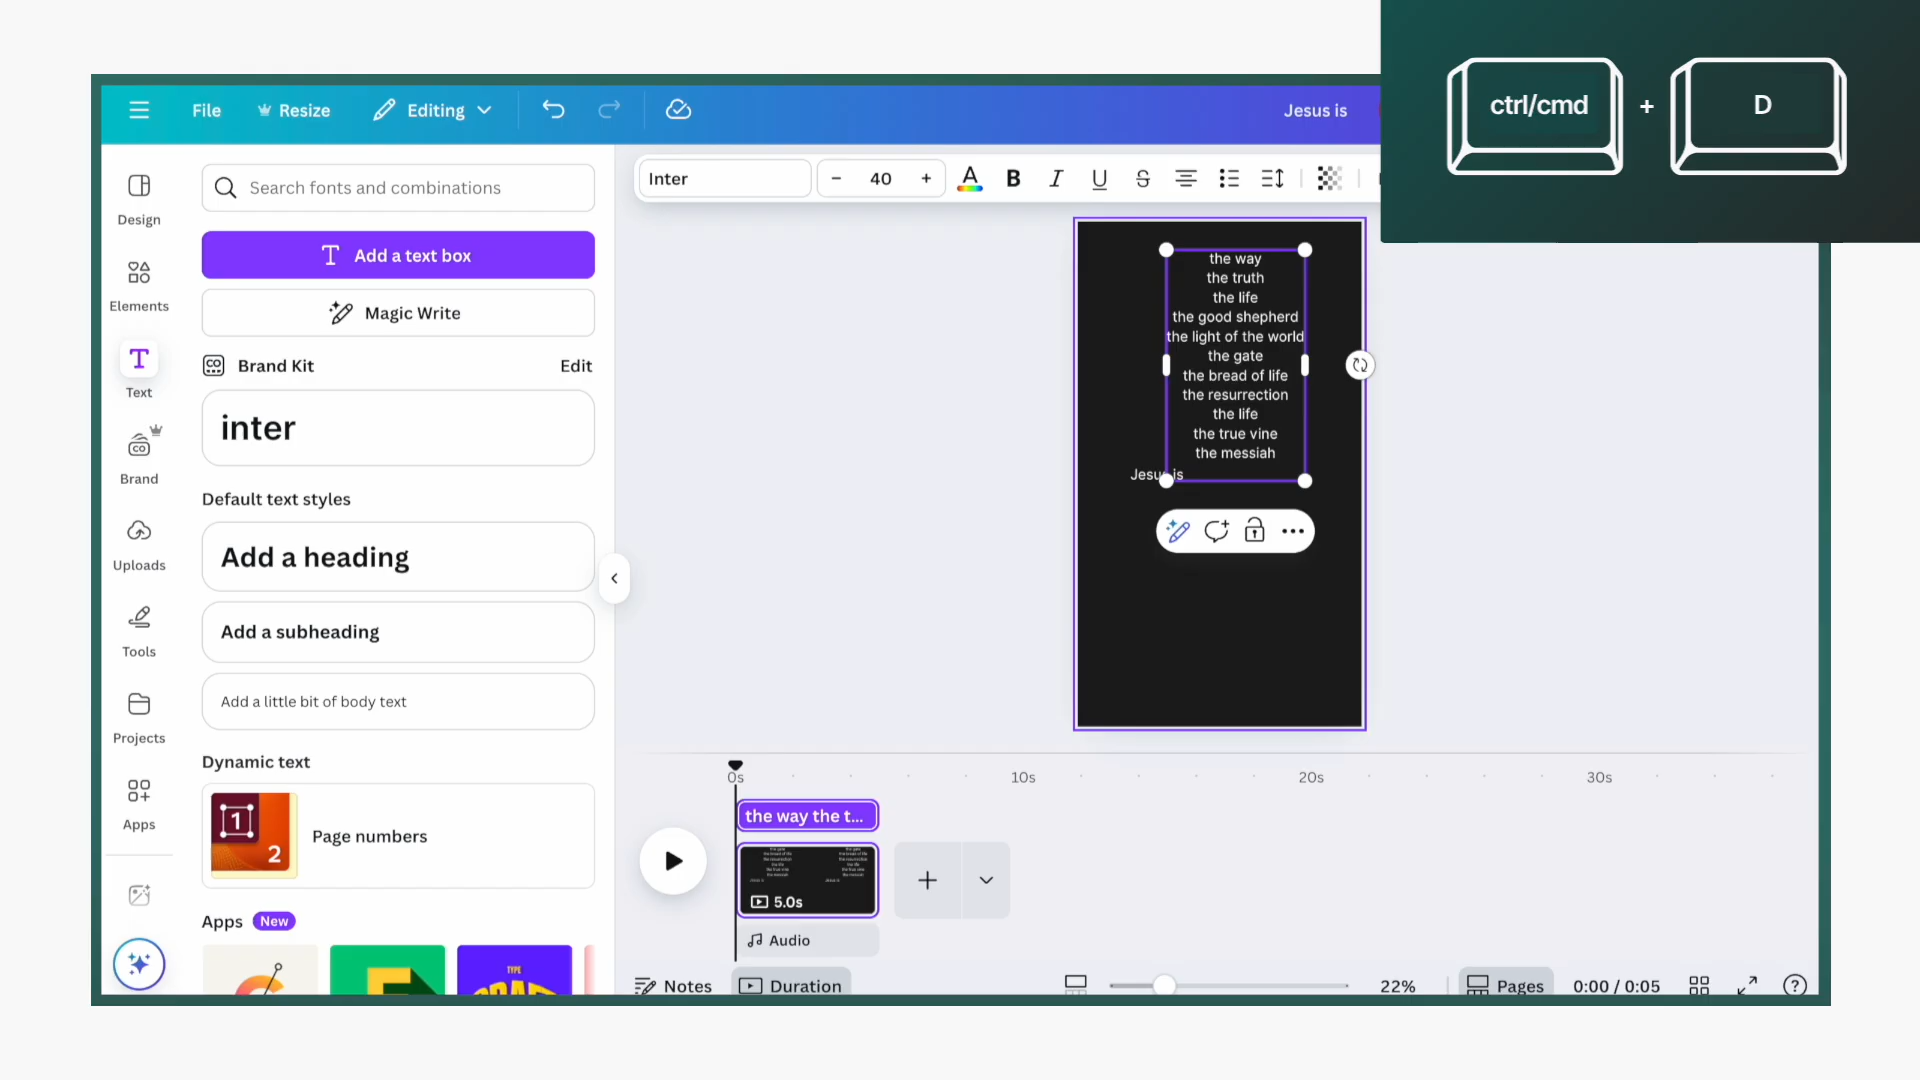 ctrl/cmd + D
File
Resize
Editing
Jesus is
Search fonts and combinations
Add a text box
Magic Write
Brand Kit
Edit
inter
Default text styles
Add a heading
Add a subheading
Add a little bit of body text
Dynamic text
1
2
Page numbers
Apps
New
TYPE
Design
Elements
Text
Brand
Uploads
Tools
Projects
Apps
Inter
− 40 +
A B I U S
the way
the truth
the life
the good shepherd
the light of the world
the gate
the bread of life
the resurrection
the life
the true vine
the messiah
Jesus is
0s
10s
20s
30s
the way the t...
5.0s
Audio
Notes
Duration
22%
Pages
0:00 / 0:05